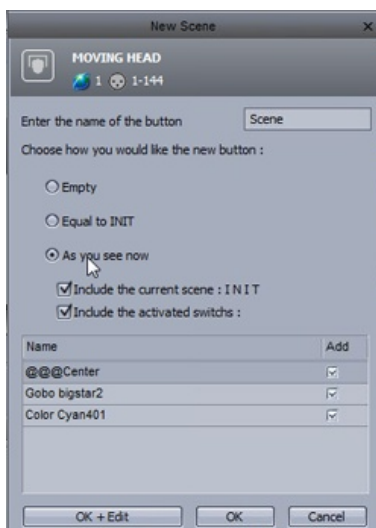 New Scene
MOVING HEAD
1 1-144
Enter the name of the button Scene
Choose how you would like the new button :
Empty
Equal to INIT
As you see now
Include the current scene : I N I T
Include the activated switchs :
Name Add
@@@Center
Gobo bigstar2
Color Cyan401
OK + Edit OK Cancel